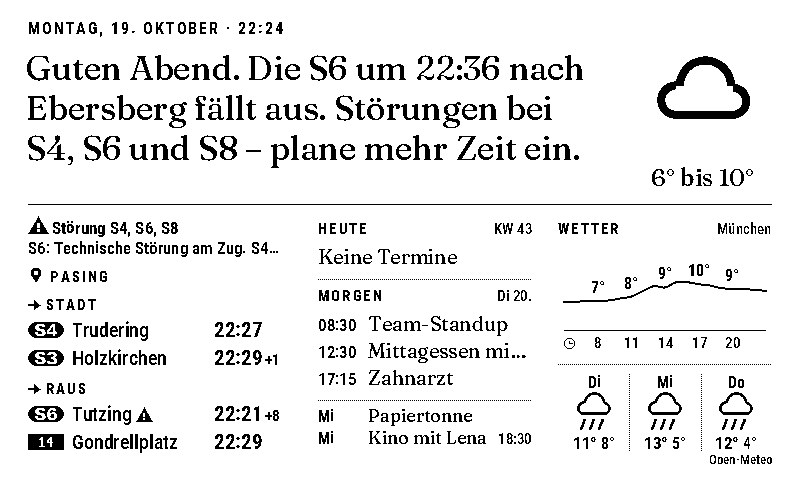 MONTAG, 19. OKTOBER · 22:24
Guten Abend. Die S6 um 22:36 nach
Ebersberg fällt aus. Störungen bei
S4, S6 und S8 – plane mehr Zeit ein.
6° bis 10°
Störung S4, S6, S8
S6: Technische Störung am Zug. S4…
PASING
→ STADT
S4 Trudering 22:27
S3 Holzkirchen 22:29 +1
→ RAUS
S6 Tutzing 22:21 +8
14 Gondrellplatz 22:29
HEUTE KW 43
Keine Termine
MORGEN Di 20.
08:30 Team-Standup
12:30 Mittagessen mi…
17:15 Zahnarzt
Mi Papiertonne
Mi Kino mit Lena 18:30
WETTER München
7° 8° 9° 10° 9°
8 11 14 17 20
Di Mi Do
11° 8° 13° 5° 12° 4°
Open-Meteo